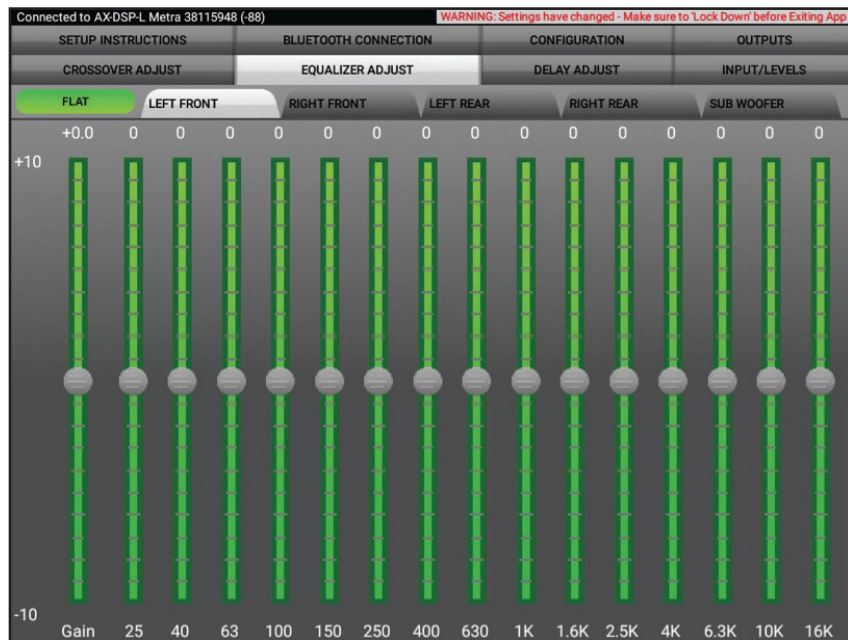 Connected to AX-DSP-L Metra 38115948 (-88) WARNING: Settings have changed - Make sure to 'Lock Down' before Exiting App
SETUP INSTRUCTIONS BLUETOOTH CONNECTION CONFIGURATION OUTPUTS
CROSSOVER ADJUST EQUALIZER ADJUST DELAY ADJUST INPUT/LEVELS
FLAT LEFT FRONT RIGHT FRONT LEFT REAR RIGHT REAR SUB WOOFER
+0.0 0 0 0 0 0 0 0 0 0 0 0 0 0 0 0
+10
-10
Gain 25 40 63 100 150 250 400 630 1K 1.6K 2.5K 4K 6.3K 10K 16K